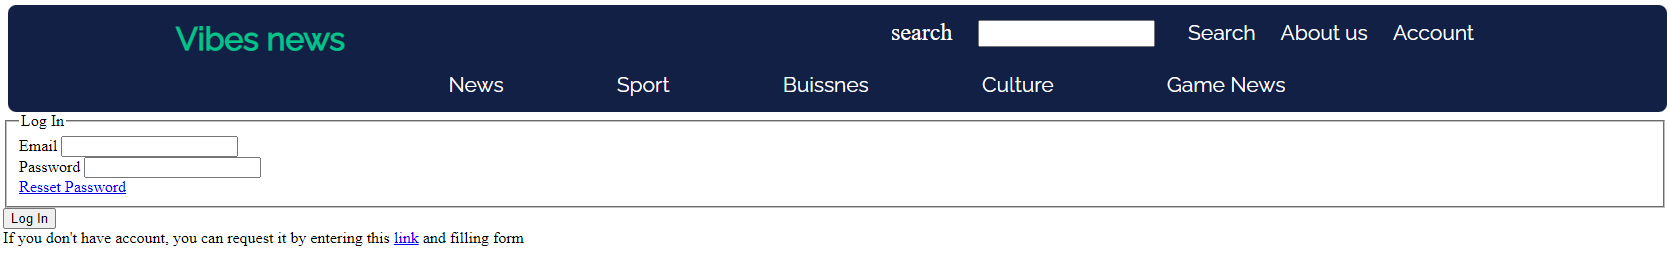 Vibes news
search Search About us Account
News Sport Buissnes Culture Game News
Log In
Email
Password
Resset Password
Log In
If you don't have account, you can request it by entering this link and filling form